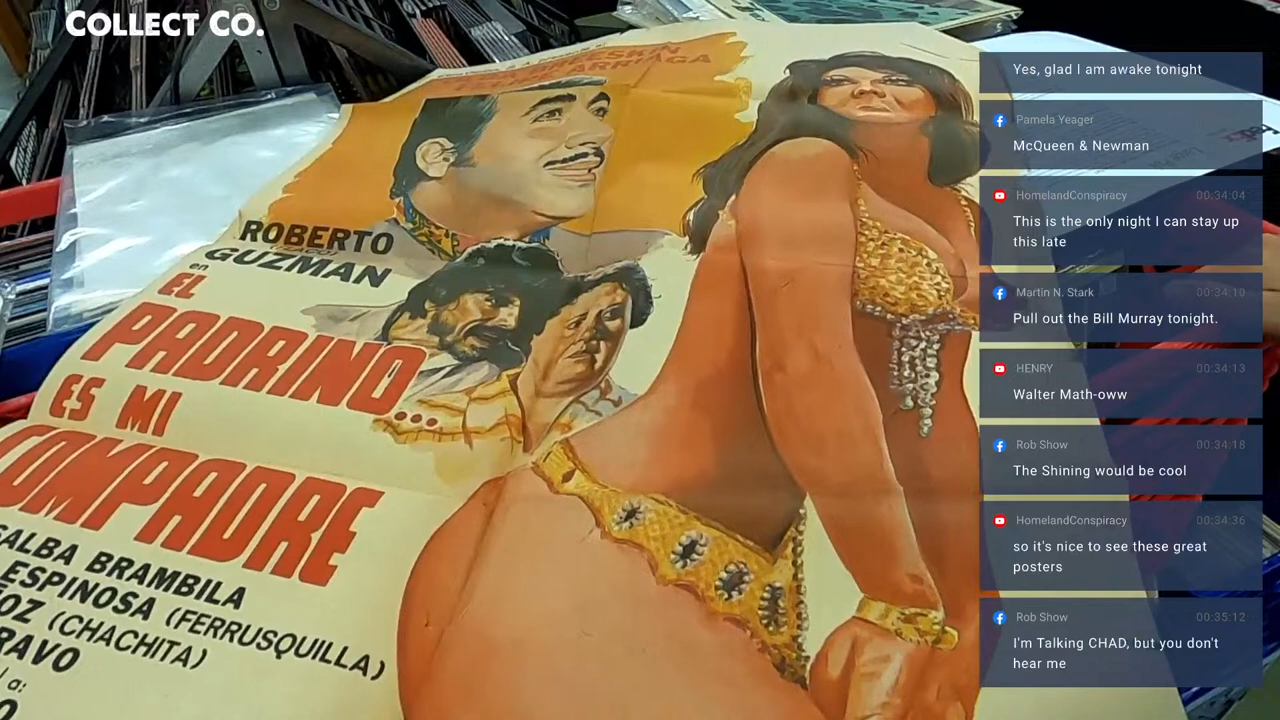 COLLECT CO.
ROBERTO
GUZMAN
en
EL
PADRINO...
ES MI
COMPADRE
SALBA BRAMBILA
ESPINOSA (FERRUSQUILLA)
(CHACHITA)
RAVO
a:
Yes, glad I am awake tonight
Pamela Yeager
McQueen & Newman
HomelandConspiracy 00:34:04
This is the only night I can stay up
this late
Martin N. Stark 00:34:10
Pull out the Bill Murray tonight.
HENRY 00:34:13
Walter Math-oww
Rob Show 00:34:18
The Shining would be cool
HomelandConspiracy 00:34:36
so it's nice to see these great
posters
Rob Show 00:35:12
I'm Talking CHAD, but you don't
hear me